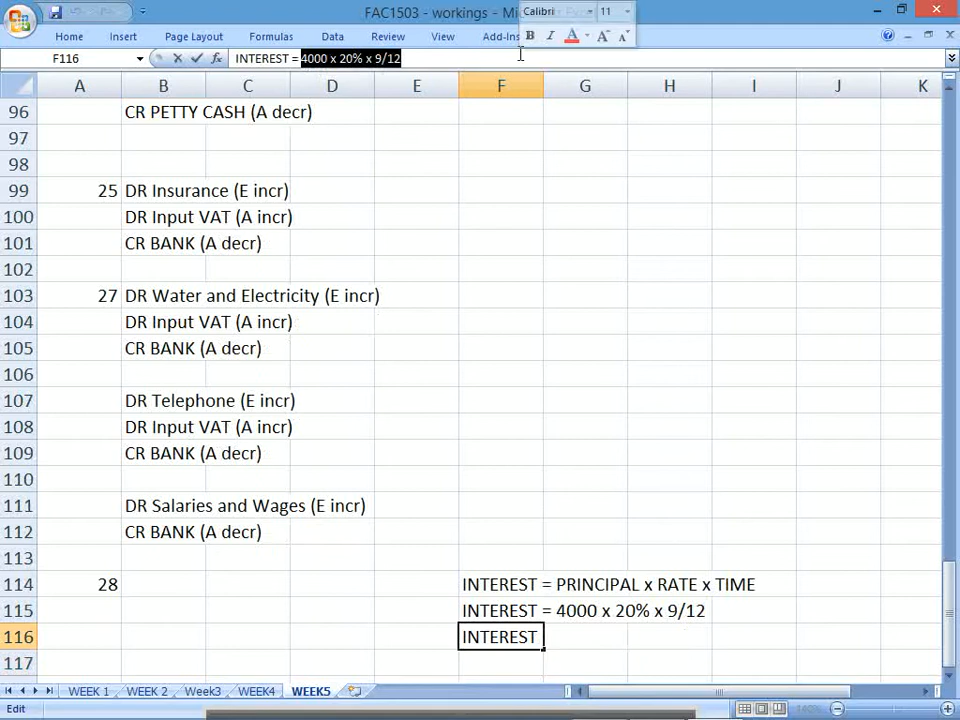 FAC1503 - workings - Mi
Calibri
11
Home Insert Page Layout Formulas Data Review View Add-Ins
B I A A A
F116 fx INTEREST = 4000 x 20% x 9/12
A B C D E F G H I J K
96 CR PETTY CASH (A decr)
97
98
99 25 DR Insurance (E incr)
100 DR Input VAT (A incr)
101 CR BANK (A decr)
102
103 27 DR Water and Electricity (E incr)
104 DR Input VAT (A incr)
105 CR BANK (A decr)
106
107 DR Telephone (E incr)
108 DR Input VAT (A incr)
109 CR BANK (A decr)
110
111 DR Salaries and Wages (E incr)
112 CR BANK (A decr)
113
114 28 INTEREST = PRINCIPAL x RATE x TIME
115 INTEREST = 4000 x 20% x 9/12
116 INTEREST
117
WEEK 1 WEEK 2 Week3 WEEK4 WEEK5
Edit